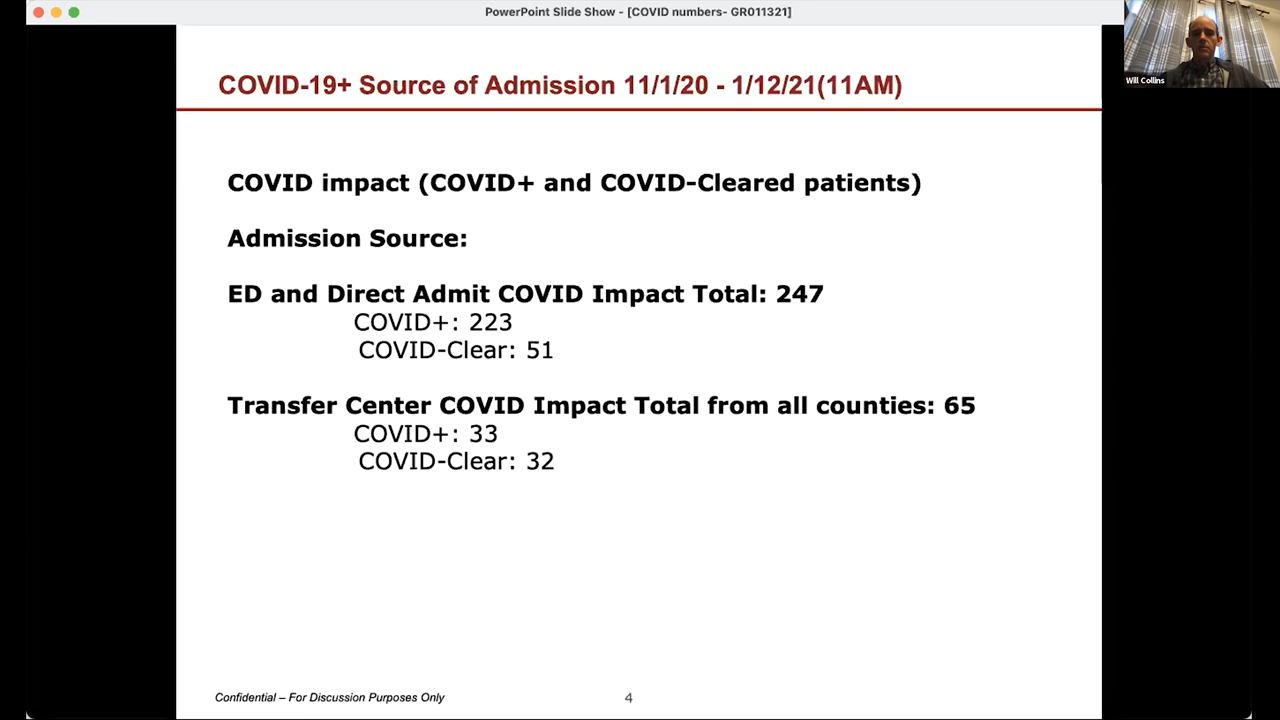 PowerPoint Slide Show - [COVID numbers- GR011321]
Will Collins
COVID-19+ Source of Admission 11/1/20 - 1/12/21(11AM)
COVID impact (COVID+ and COVID-Cleared patients)
Admission Source:
ED and Direct Admit COVID Impact Total: 247
COVID+: 223
COVID-Clear: 51
Transfer Center COVID Impact Total from all counties: 65
COVID+: 33
COVID-Clear: 32
Confidential – For Discussion Purposes Only
4